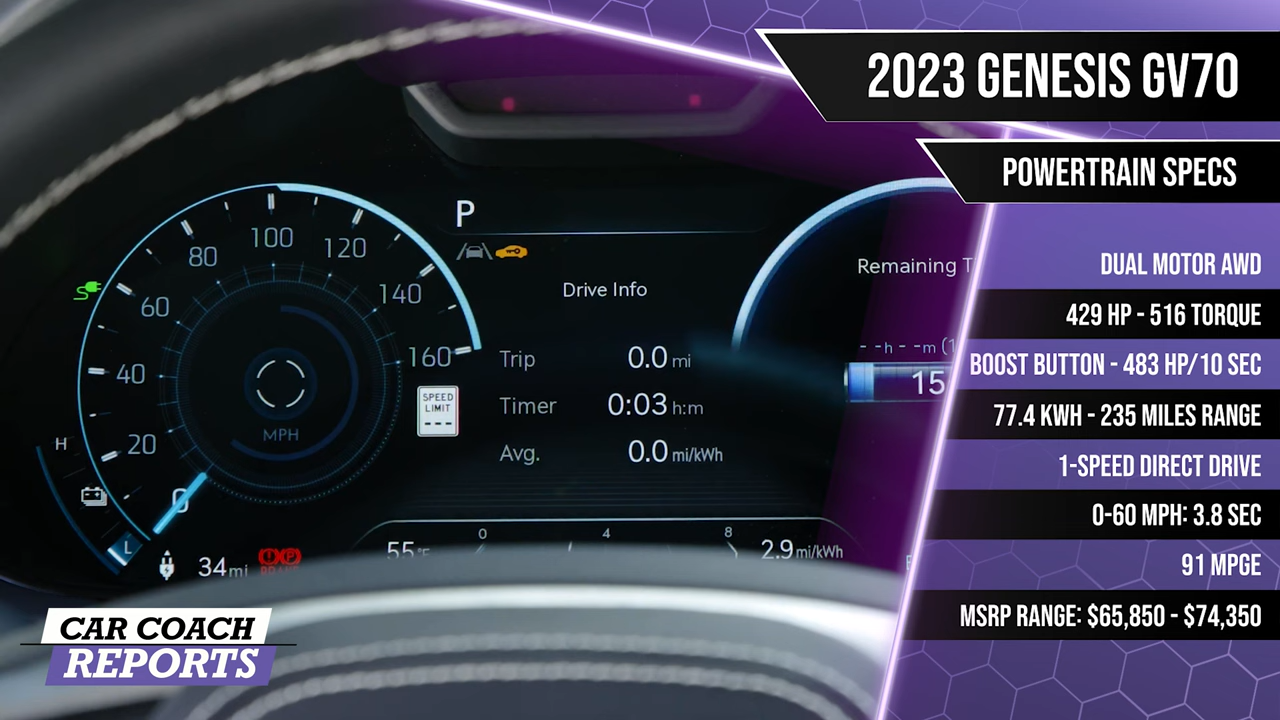 2023 GENESIS GV70
POWERTRAIN SPECS
DUAL MOTOR AWD
429 HP - 516 TORQUE
BOOST BUTTON - 483 HP/10 SEC
77.4 KWH - 235 MILES RANGE
1-SPEED DIRECT DRIVE
0-60 MPH: 3.8 SEC
91 MPGE
MSRP RANGE: $65,850 - $74,350
P
Drive Info
Trip 0.0 mi
Timer 0:03 h:m
Avg. 0.0 mi/kWh
0
20
40
60
80
100
120
140
160
MPH
SPEED
LIMIT
---
H
L
34mi
BRAKE
55°F
0 4 8
2.9 mi/kWh
Remaining
--h--m
15
CAR COACH
REPORTS